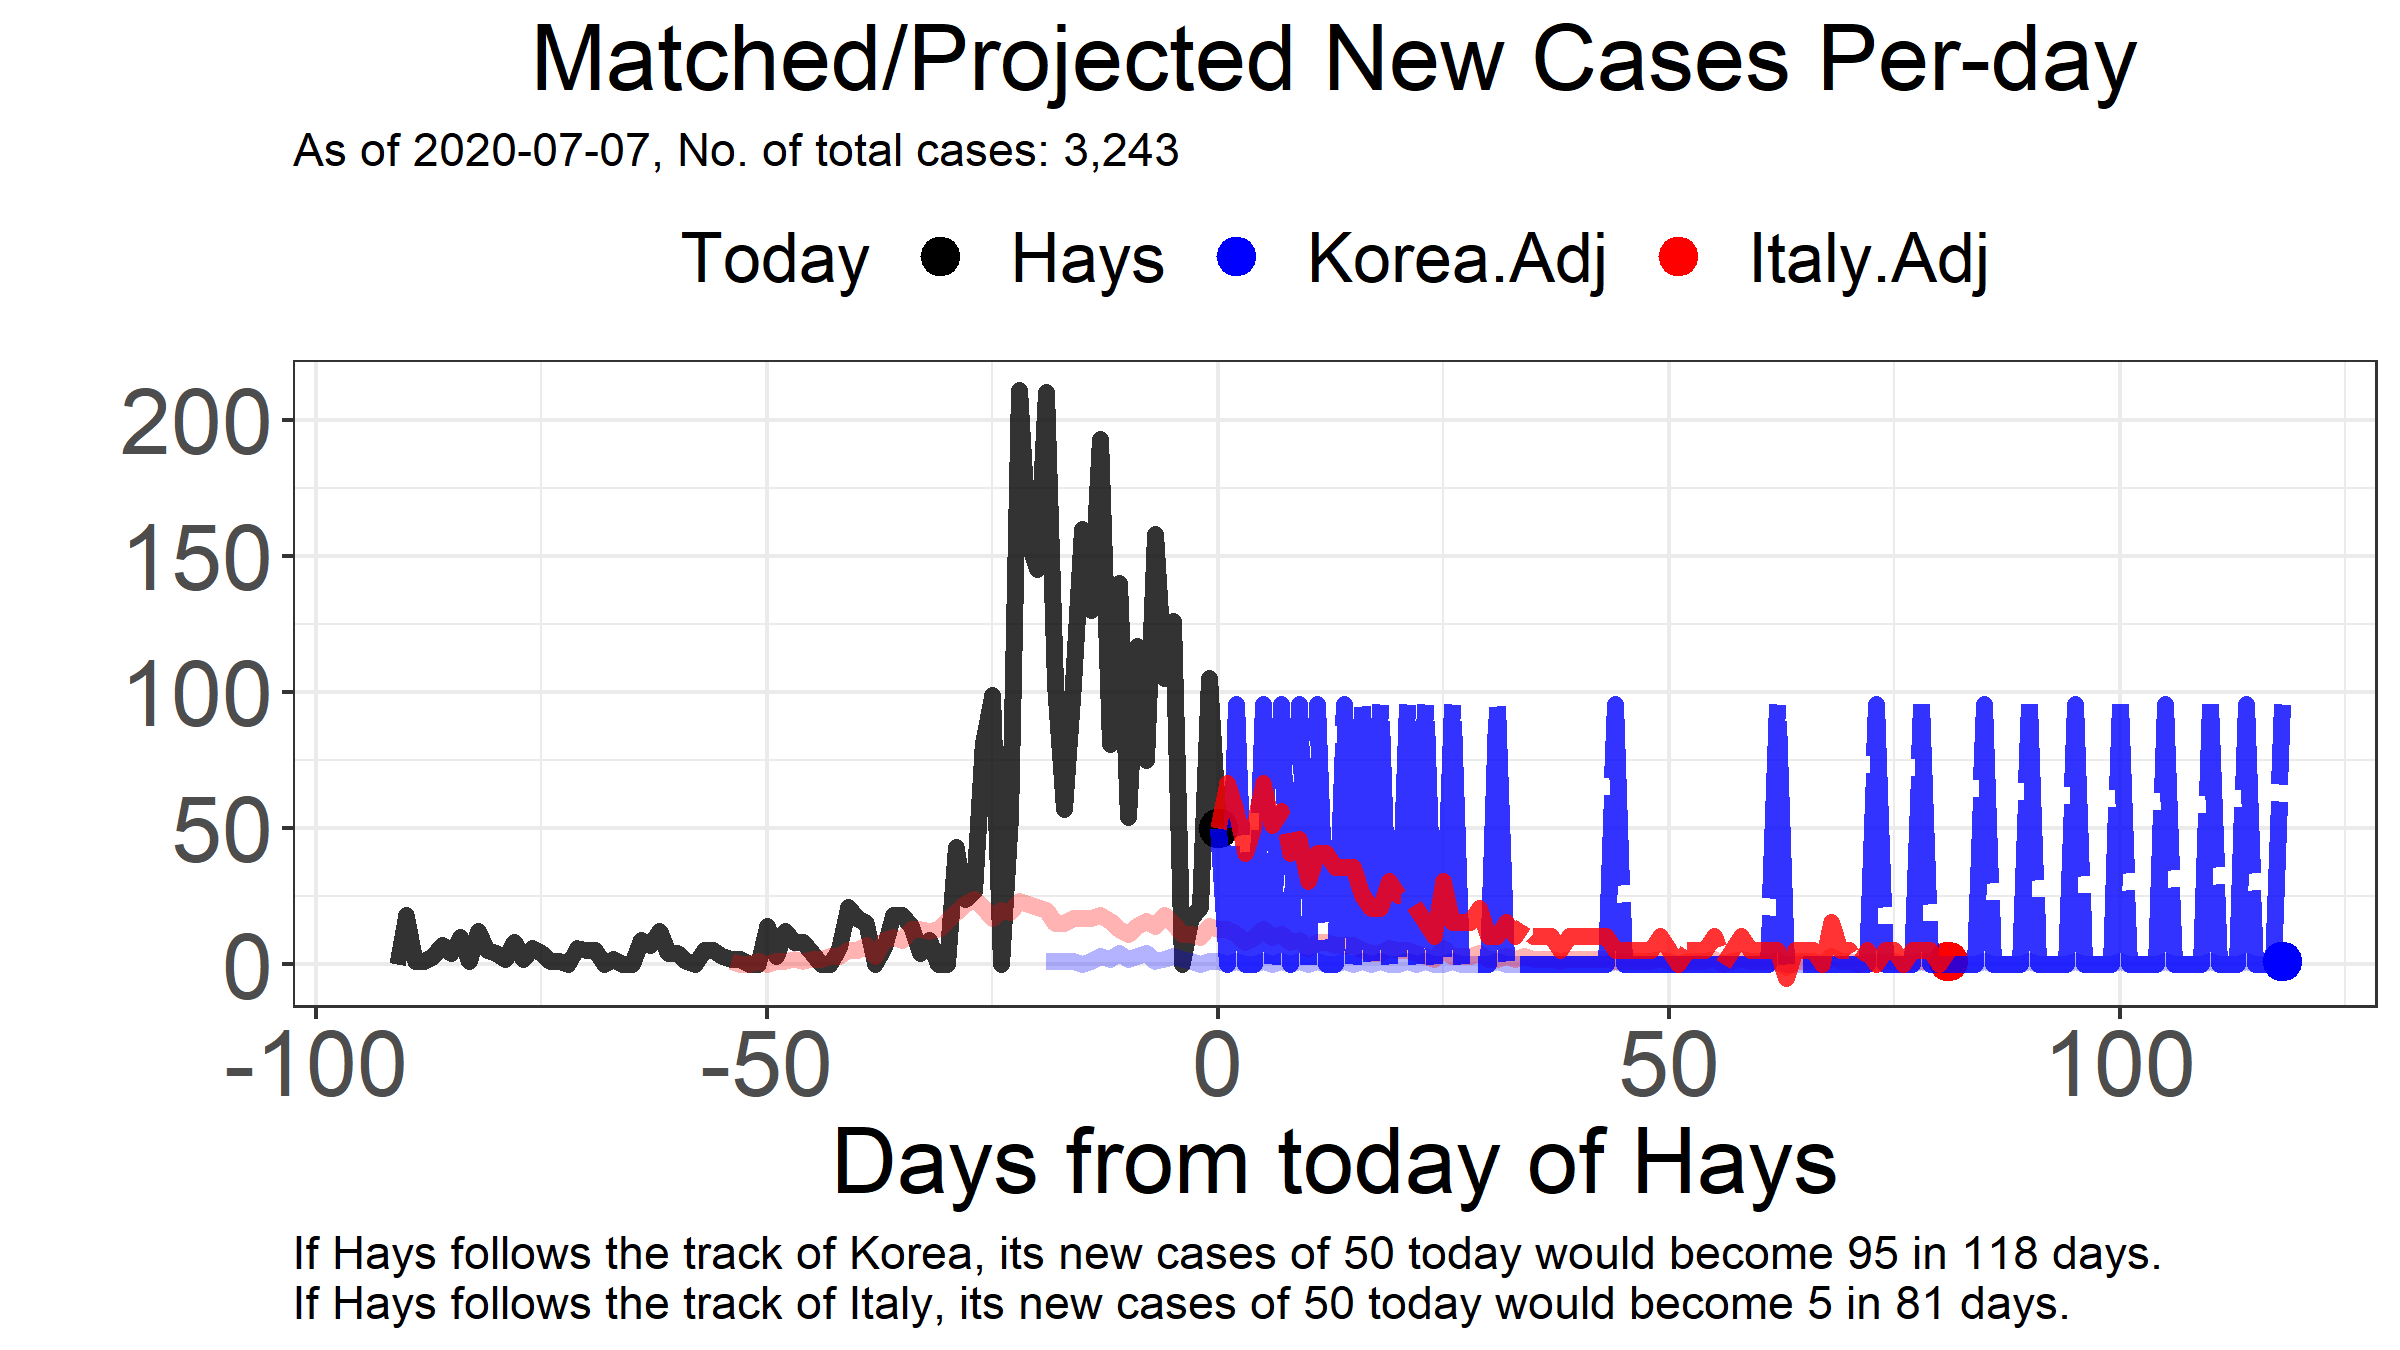 Matched/Projected New Cases Per-day
As of 2020-07-07, No. of total cases: 3,243
Today Hays Korea.Adj Italy.Adj
200
150
100
50
0
-100 -50 0 50 100
Days from today of Hays
If Hays follows the track of Korea, its new cases of 50 today would become 95 in 118 days.
If Hays follows the track of Italy, its new cases of 50 today would become 5 in 81 days.